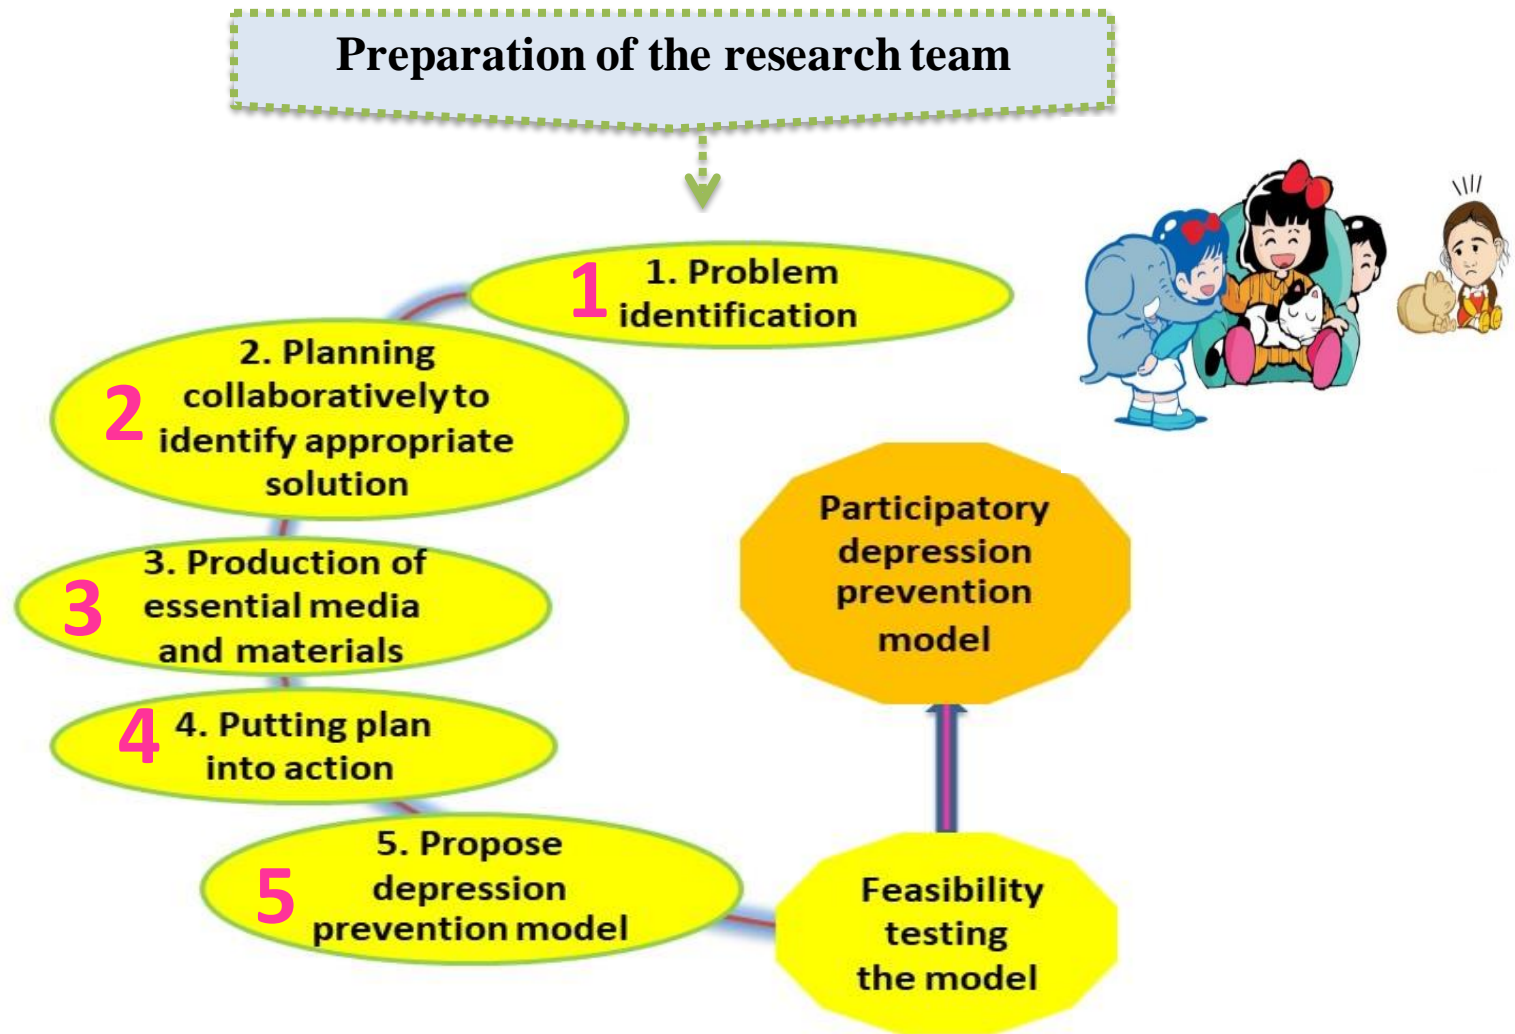 Preparation of the research team
1
1. Problem
identification
2
2. Planning
collaboratively to
identify appropriate
solution
3
3. Production of
essential media
and materials
4
4. Putting plan
into action
5
5. Propose
depression
prevention model
Feasibility
testing
the model
Participatory
depression
prevention
model